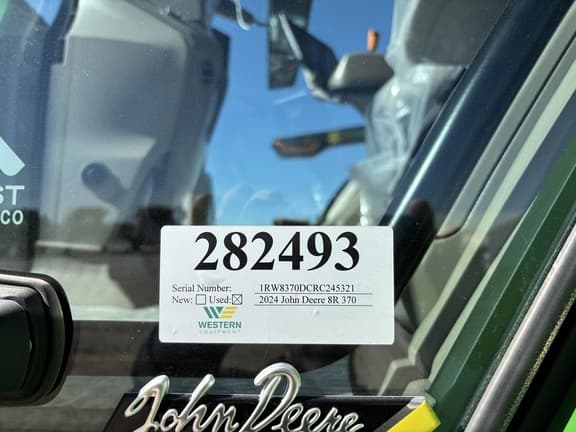 ST
CO
282493
Serial Number: 1RW8370DCRC245321
New: ☐ Used: ☒ 2024 John Deere 8R 370
WESTERN
EQUIPMENT
John Deere